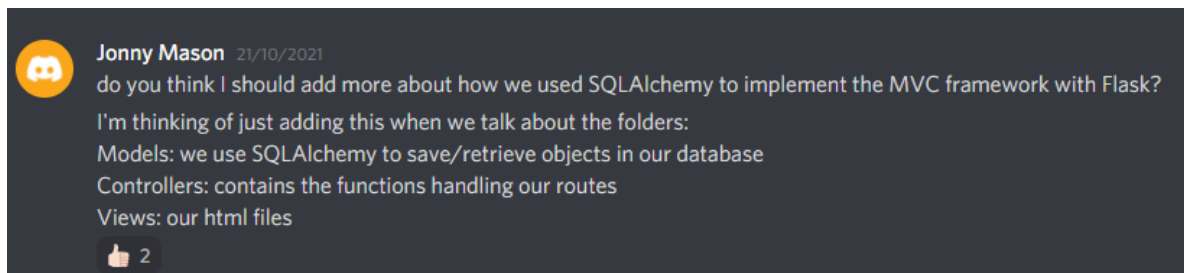 Jonny Mason 21/10/2021
do you think I should add more about how we used SQLAlchemy to implement the MVC framework with Flask?
I'm thinking of just adding this when we talk about the folders:
Models: we use SQLAlchemy to save/retrieve objects in our database
Controllers: contains the functions handling our routes
Views: our html files
2